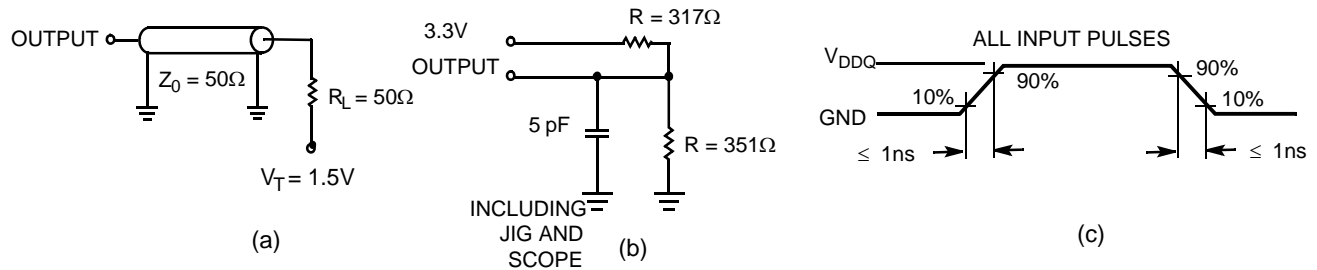 OUTPUT
Z0 = 50Ω
RL = 50Ω
VT = 1.5V
(a)
R = 317Ω
3.3V
OUTPUT
5 pF
R = 351Ω
INCLUDING
JIG AND
SCOPE
(b)
ALL INPUT PULSES
VDDQ
90%
90%
10%
10%
GND
≤ 1ns
≤ 1ns
(c)